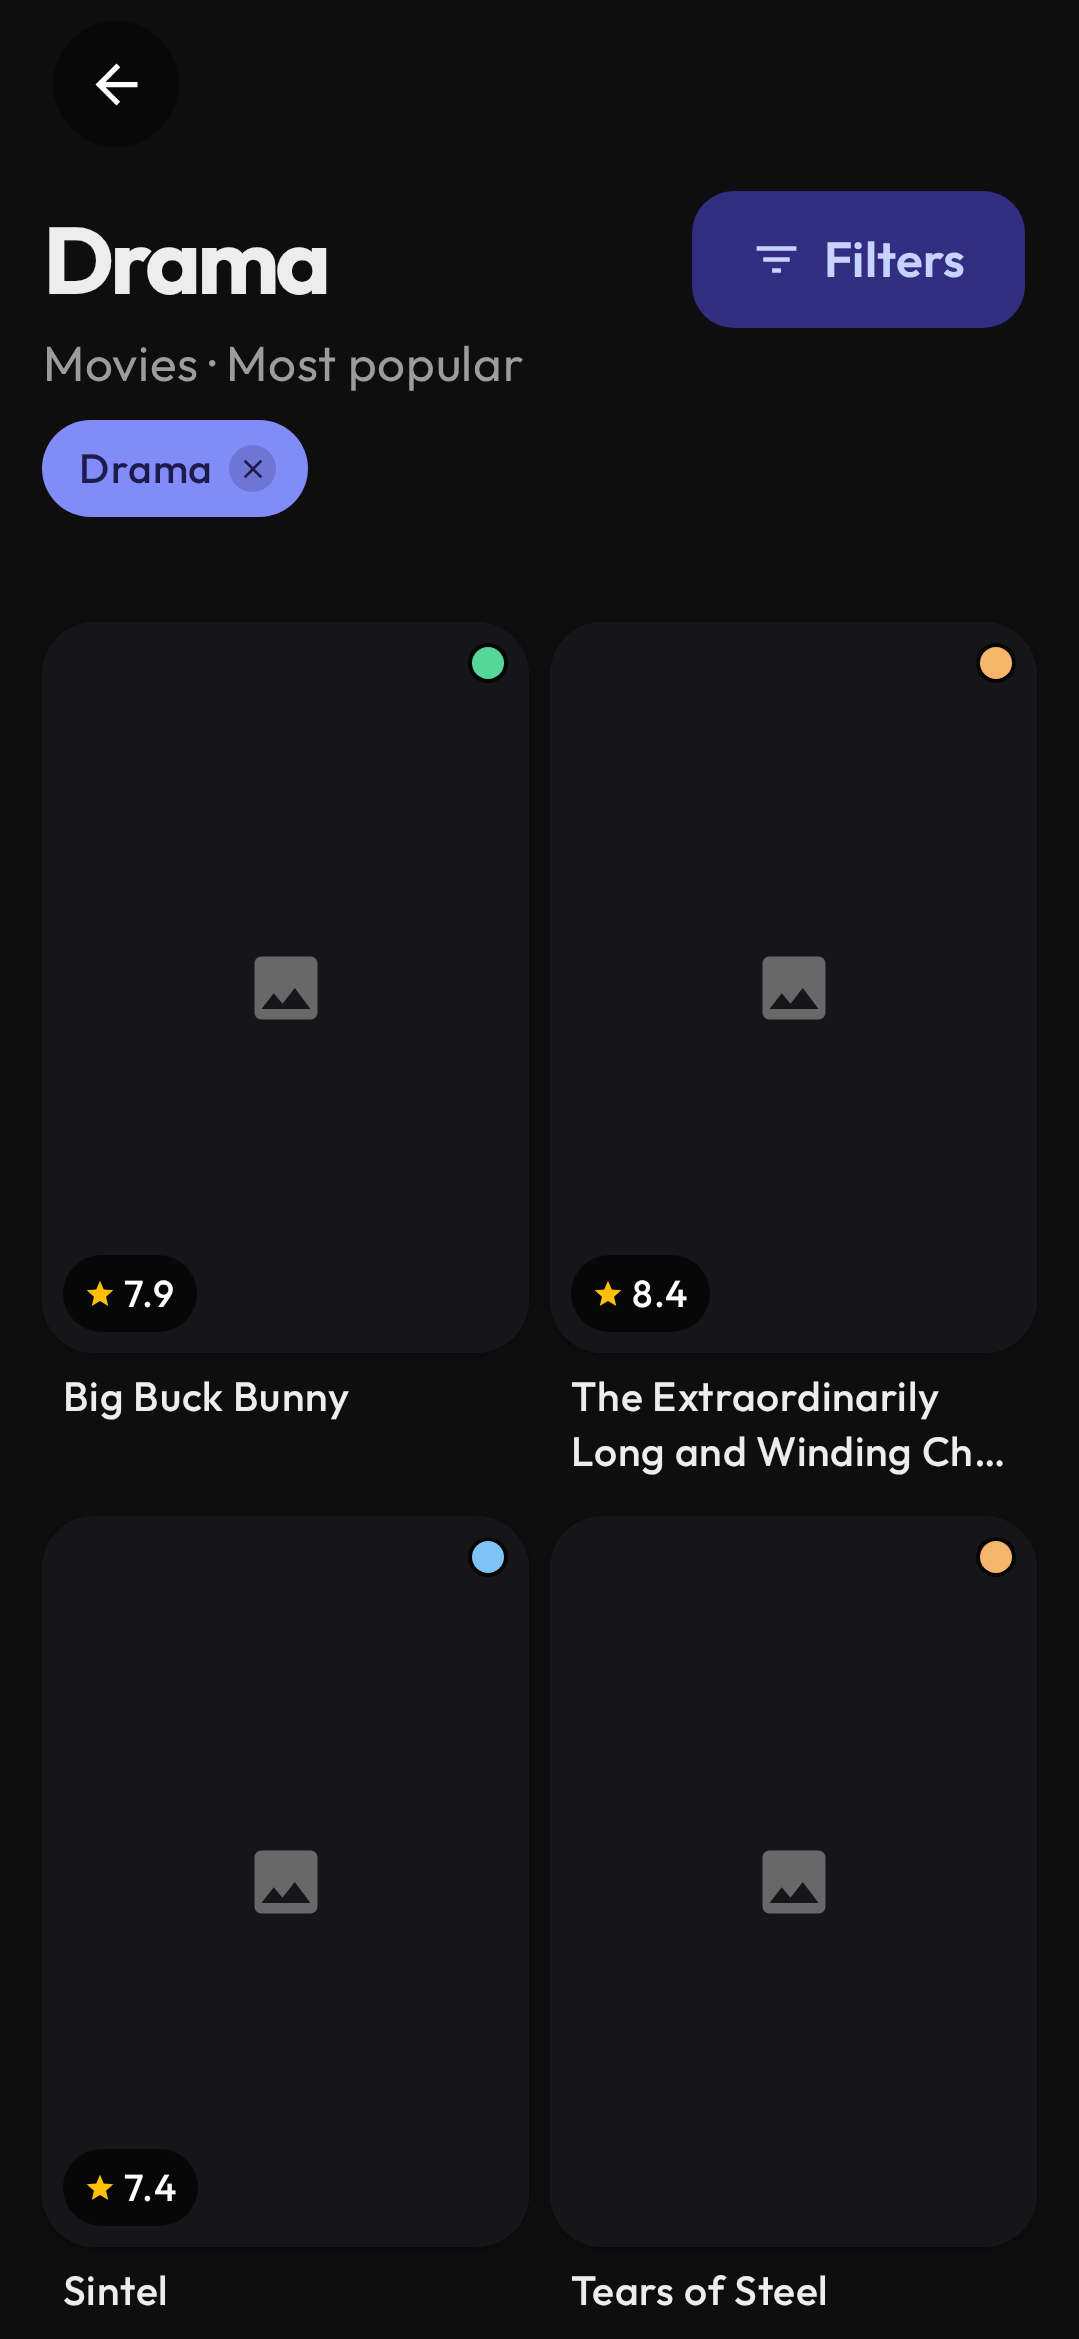 Drama
Filters
Movies · Most popular
Drama
7.9
8.4
Big Buck Bunny
The Extraordinarily
Long and Winding Ch...
7.4
Sintel
Tears of Steel